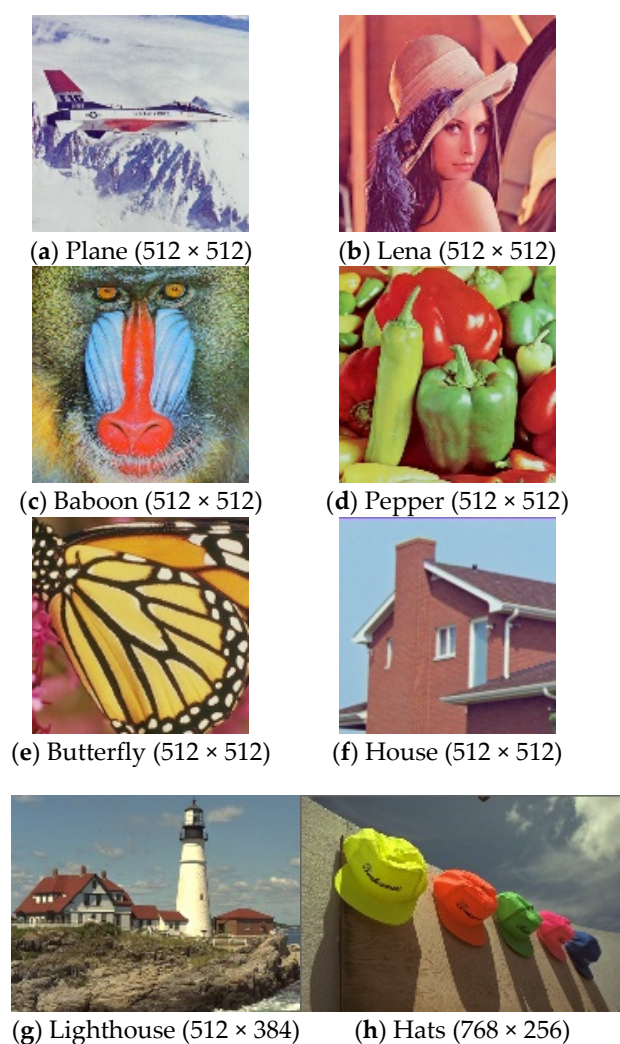 (a) Plane (512 × 512)
(b) Lena (512 × 512)
(c) Baboon (512 × 512)
(d) Pepper (512 × 512)
(e) Butterfly (512 × 512)
(f) House (512 × 512)
(g) Lighthouse (512 × 384)
(h) Hats (768 × 256)